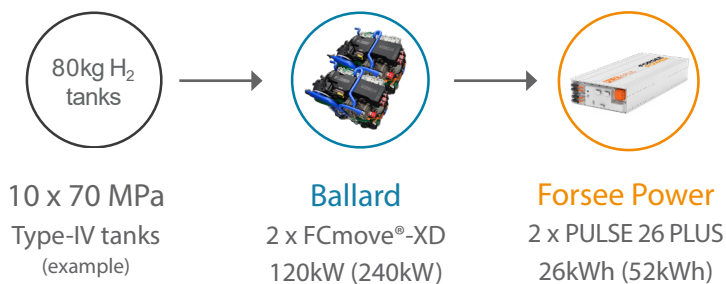 80kg H₂
tanks
10 x 70 MPa
Type-IV tanks
(example)
Ballard
2 x FCmove®-XD
120kW (240kW)
Forsee Power
2 x PULSE 26 PLUS
26kWh (52kWh)